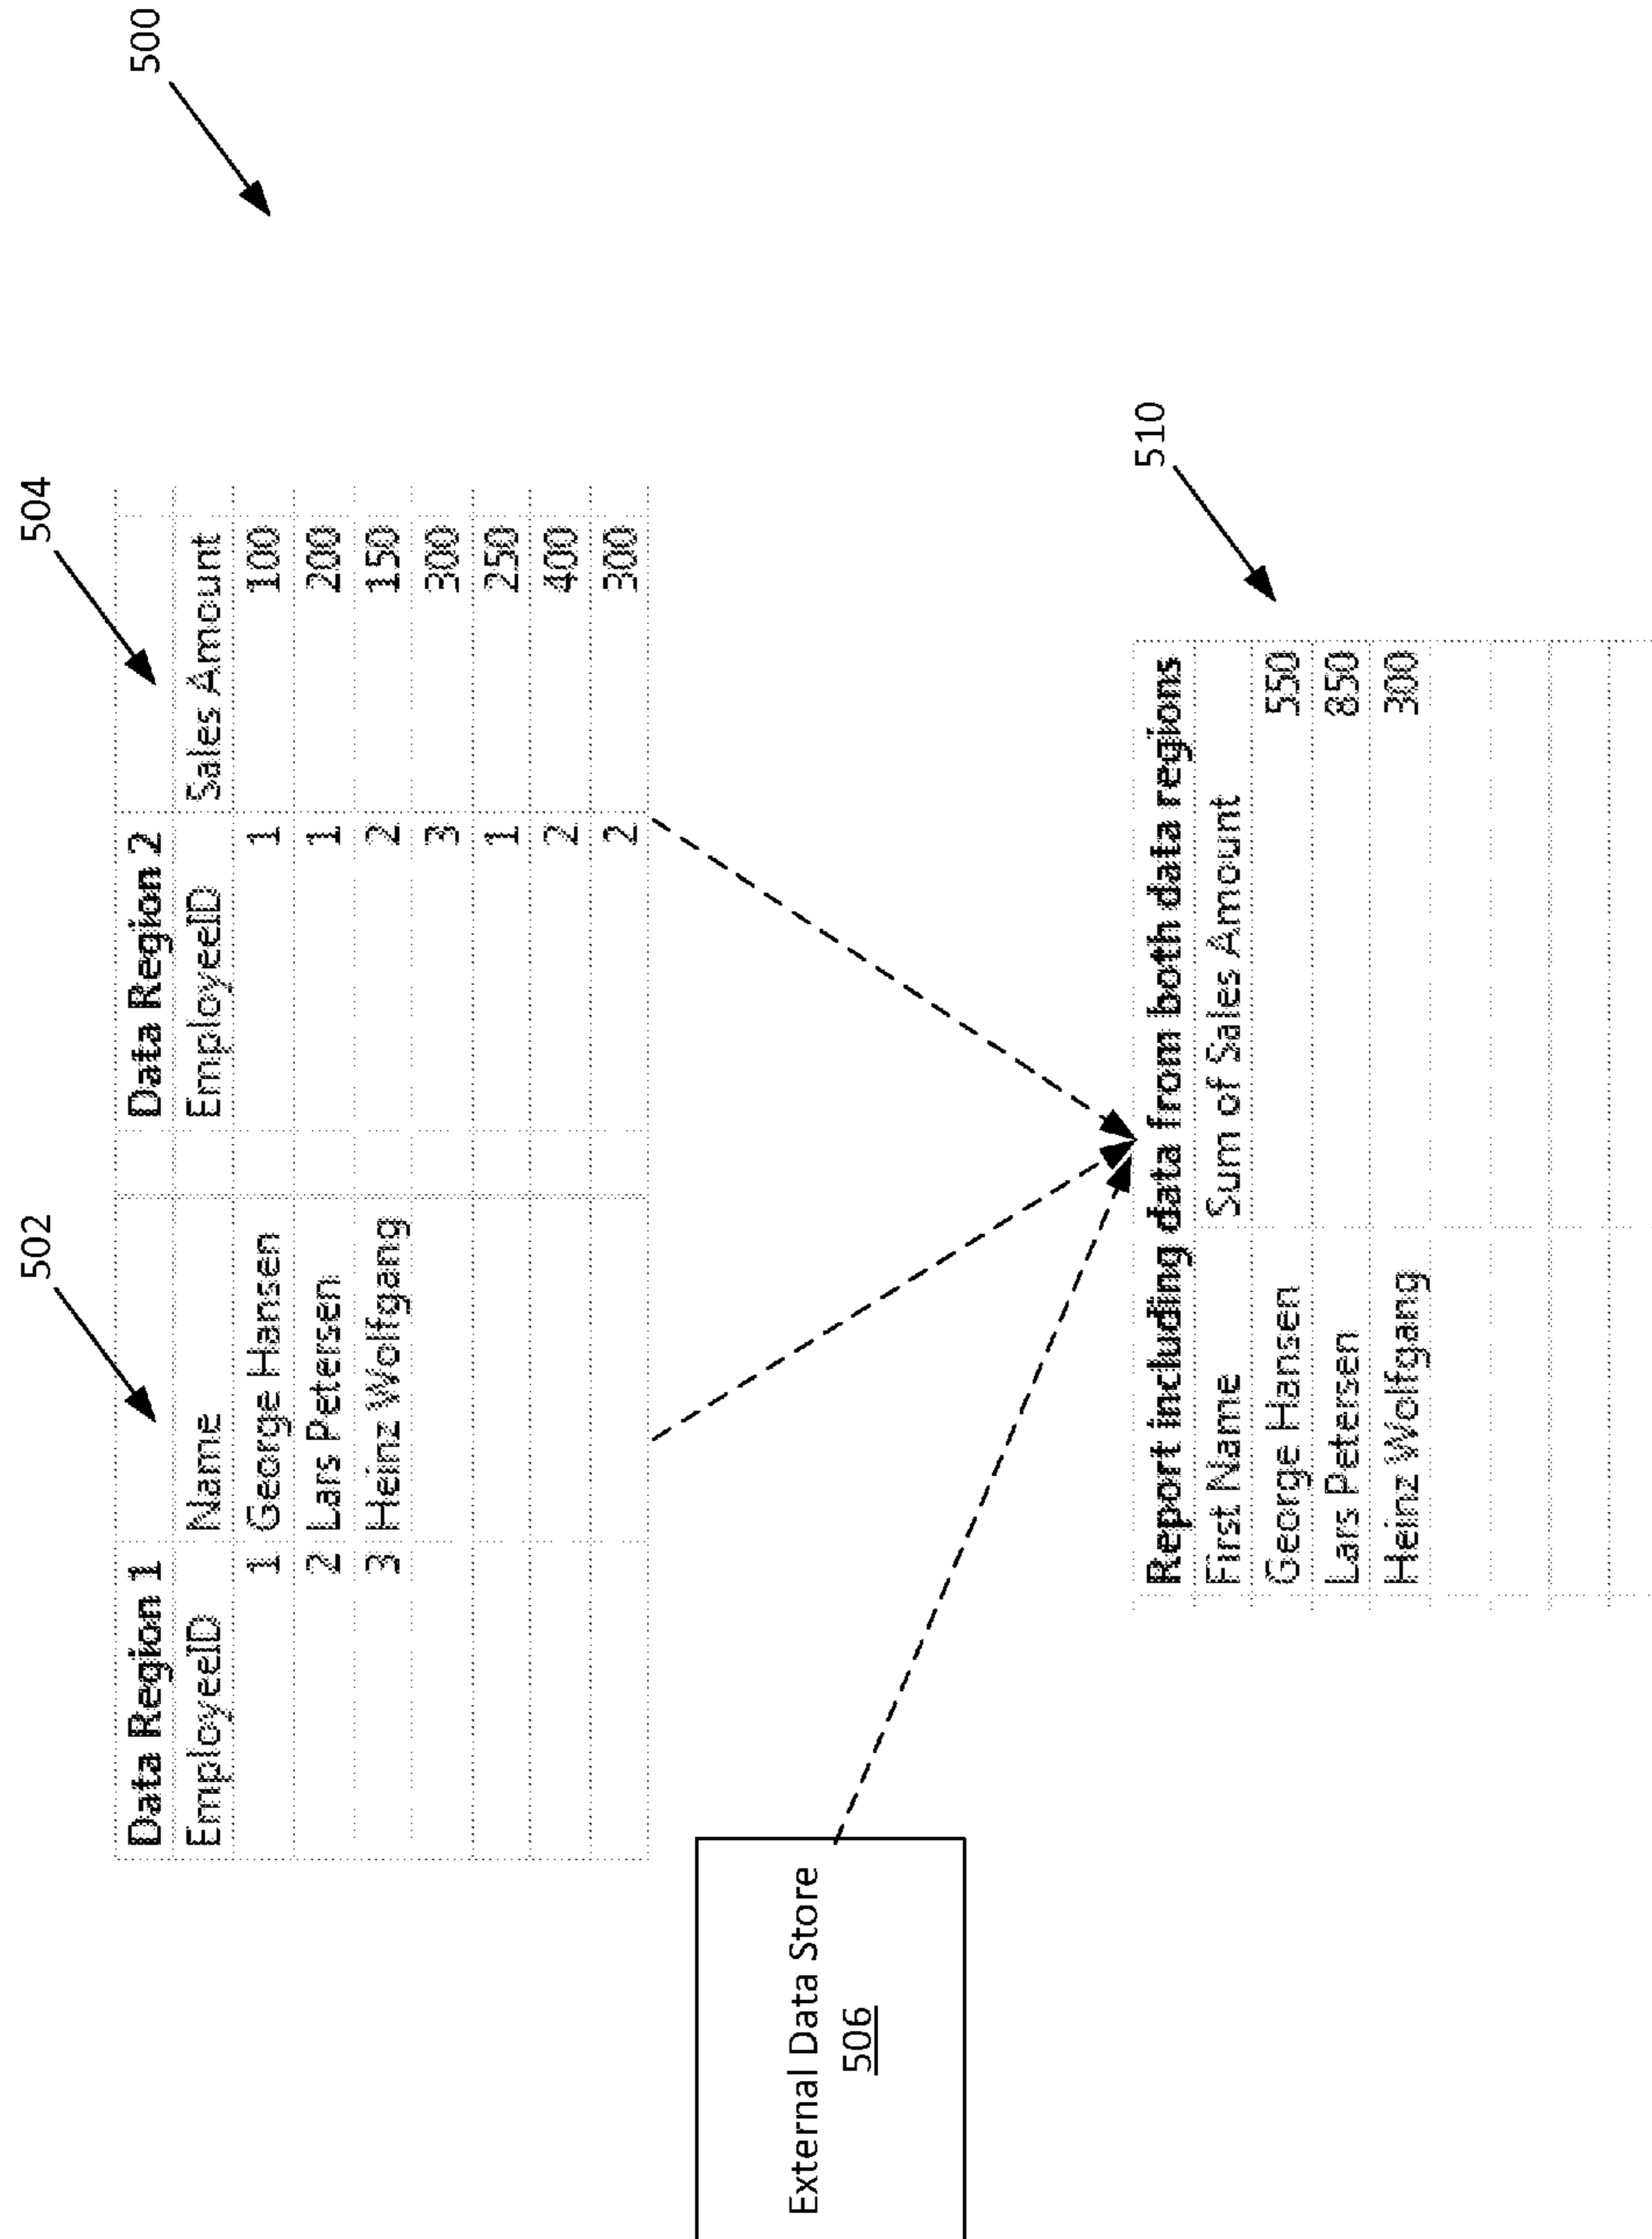 500
502
504
Data Region 1 Data Region 2
EmployeeID Name EmployeeID Sales Amount
1 George Hansen 1 100
2 Lars Petersen 1 200
3 Heinz Wolfgang 2 150
3 300
1 250
2 400
2 300
External Data Store
506
510
Report including data from both data regions
First Name Sum of Sales Amount
George Hansen 550
Lars Petersen 850
Heinz Wolfgang 300